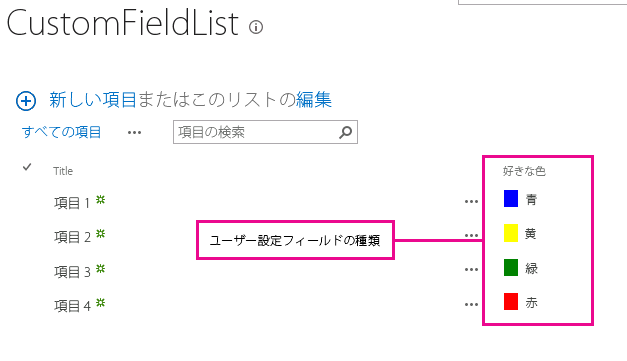 CustomFieldList
新しい項目またはこのリストの編集
すべての項目 ••• 項目の検索
Title 好きな色
項目 1 ••• 青
項目 2 ••• 黄
ユーザー設定フィールドの種類
項目 3 ••• 緑
項目 4 ••• 赤